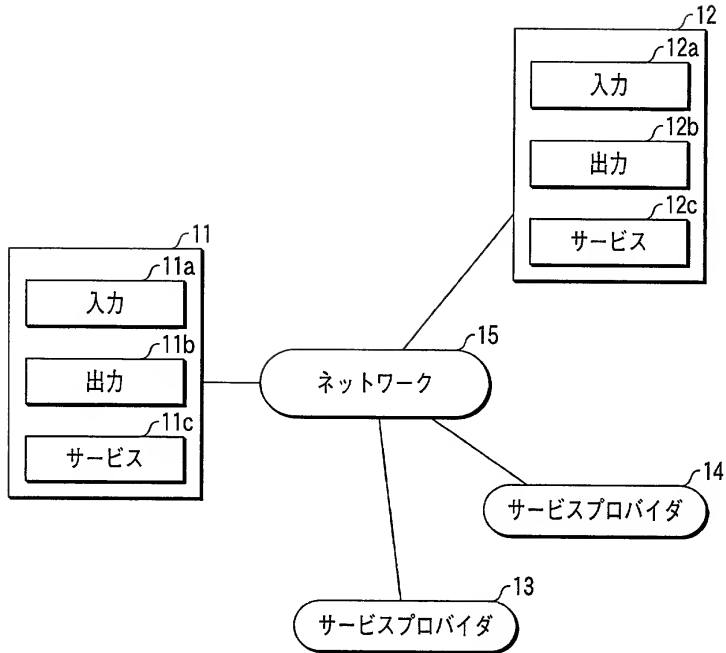 12
12a
入力
12b
出力
12c
サービス
11
11a
入力
11b
出力
11c
サービス
15
ネットワーク
14
サービスプロバイダ
13
サービスプロバイダ